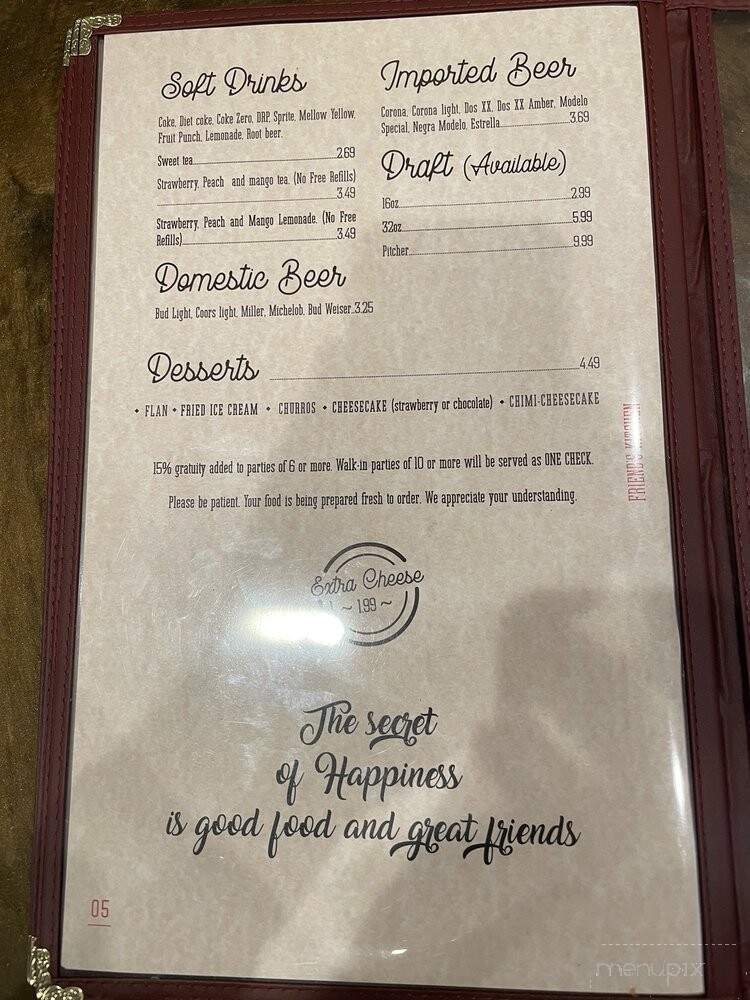 Soft Drinks
Coke, Diet coke, Coke Zero, DRP, Sprite, Mellow Yellow,
Fruit Punch, Lemonade, Root beer.
Sweet tea 2.69
Strawberry, Peach and mango tea. (No Free Refills)
3.49
Strawberry, Peach and Mango Lemonade. (No Free
Refills) 3.49
Domestic Beer
Bud Light, Coors light, Miller, Michelob, Bud Weiser..3.25
Imported Beer
Corona, Corona light, Dos XX, Dos XX Amber, Modelo
Special, Negra Modelo, Estrella 3.69
Draft (Available)
16oz 2.99
32oz 5.99
Pitcher 9.99
Desserts 4.49
• FLAN • FRIED ICE CREAM • CHURROS • CHEESECAKE (strawberry or chocolate) • CHIMI-CHEESECAKE
15% gratuity added to parties of 6 or more. Walk-in parties of 10 or more will be served as ONE CHECK.
Please be patient. Your food is being prepared fresh to order. We appreciate your understanding.
FRIEND'S KITCHEN
Extra Cheese
~ 1.99 ~
The secret
of Happiness
is good food and great friends
05
menupix